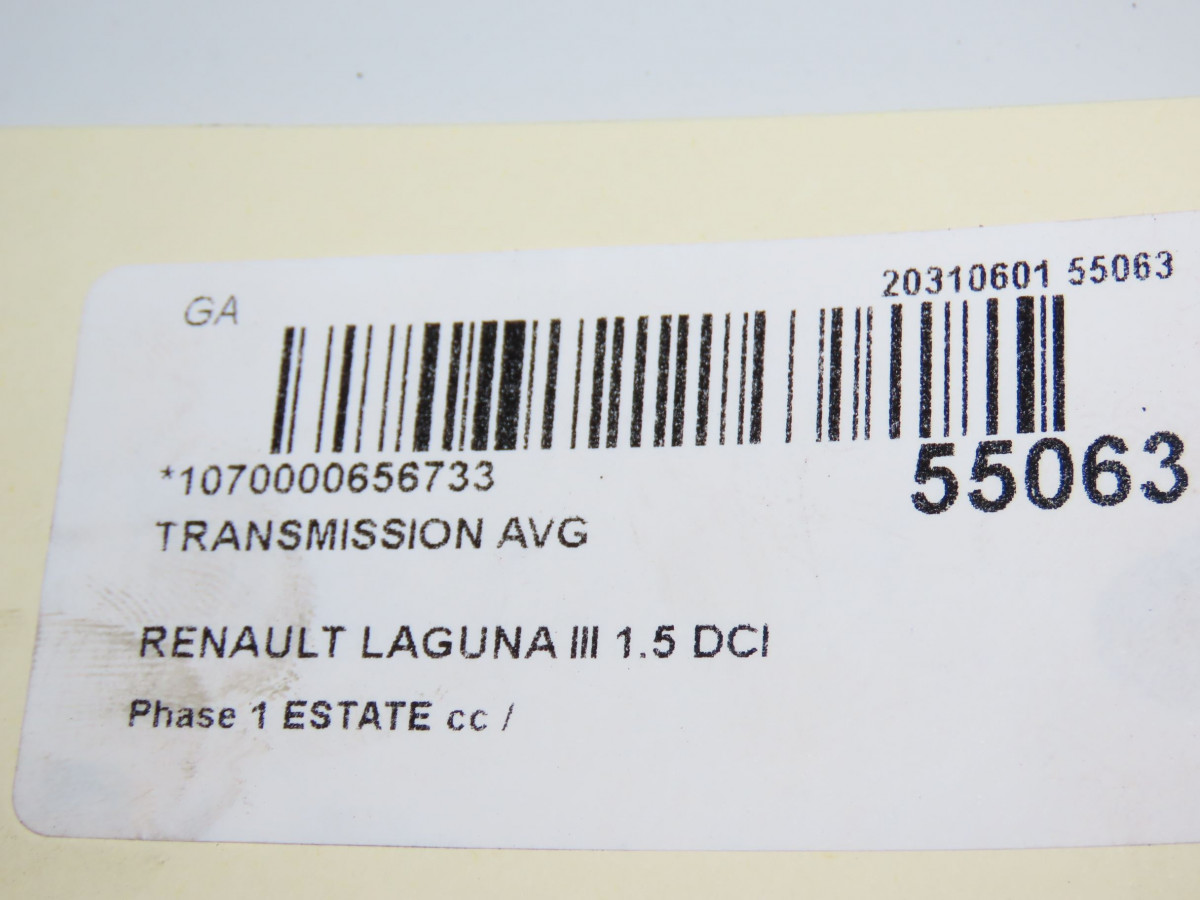 20310601 55063
GA
*1070000656733
55063
TRANSMISSION AVG
RENAULT LAGUNA III 1.5 DCI
Phase 1 ESTATE cc /